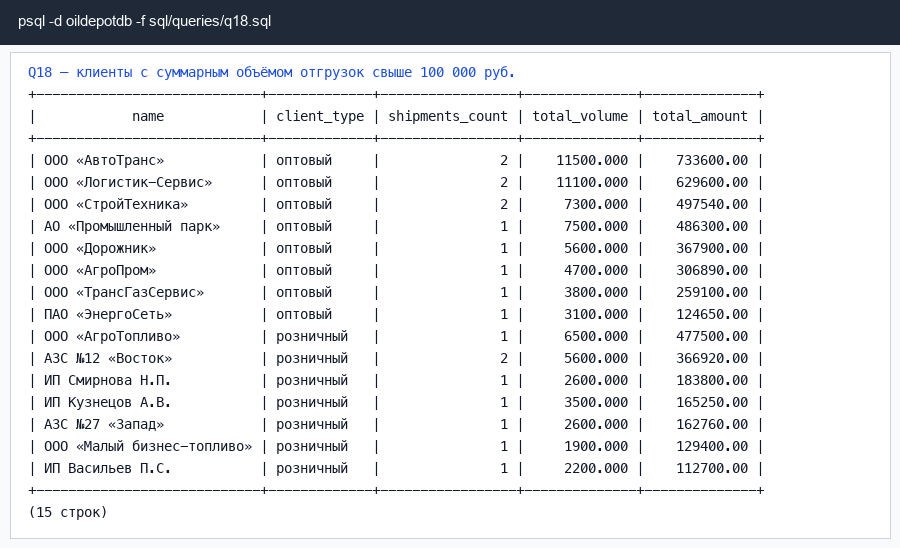 psql -d oildepotdb -f sql/queries/q18.sql
Q18 — клиенты с суммарным объёмом отгрузок свыше 100 000 руб.
+————————————————————————————+—————————————+—————————————————+——————————————+——————————————+
| name | client_type | shipments_count | total_volume | total_amount |
+————————————————————————————+—————————————+—————————————————+——————————————+——————————————+
| ООО «АвтоТранс» | оптовый | 2 | 11500.000 | 733600.00 |
| ООО «Логистик—Сервис» | оптовый | 2 | 11100.000 | 629600.00 |
| ООО «СтройТехника» | оптовый | 2 | 7300.000 | 497540.00 |
| АО «Промышленный парк» | оптовый | 1 | 7500.000 | 486300.00 |
| ООО «Дорожник» | оптовый | 1 | 5600.000 | 367900.00 |
| ООО «АгроПром» | оптовый | 1 | 4700.000 | 306890.00 |
| ООО «ТрансГазСервис» | оптовый | 1 | 3800.000 | 259100.00 |
| ПАО «ЭнергоСеть» | оптовый | 1 | 3100.000 | 124650.00 |
| ООО «АгроТопливо» | розничный | 1 | 6500.000 | 477500.00 |
| АЗС №12 «Восток» | розничный | 2 | 5600.000 | 366920.00 |
| ИП Смирнова Н.П. | розничный | 1 | 2600.000 | 183800.00 |
| ИП Кузнецов А.В. | розничный | 1 | 3500.000 | 165250.00 |
| АЗС №27 «Запад» | розничный | 1 | 2600.000 | 162760.00 |
| ООО «Малый бизнес—топливо» | розничный | 1 | 1900.000 | 129400.00 |
| ИП Васильев П.С. | розничный | 1 | 2200.000 | 112700.00 |
+————————————————————————————+—————————————+—————————————————+——————————————+——————————————+
(15 строк)